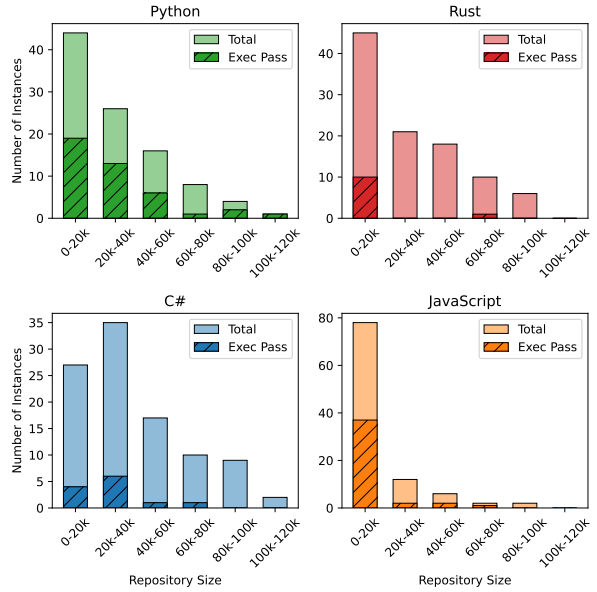 Python
Total
Exec Pass
Number of Instances
40
30
20
10
0
0-20k
20k-40k
40k-60k
60k-80k
80k-100k
100k-120k
Rust
Total
Exec Pass
40
30
20
10
0
0-20k
20k-40k
40k-60k
60k-80k
80k-100k
100k-120k
C#
Total
Exec Pass
Number of Instances
35
30
25
20
15
10
5
0
0-20k
20k-40k
40k-60k
60k-80k
80k-100k
100k-120k
Repository Size
JavaScript
Total
Exec Pass
80
60
40
20
0
0-20k
20k-40k
40k-60k
60k-80k
80k-100k
100k-120k
Repository Size